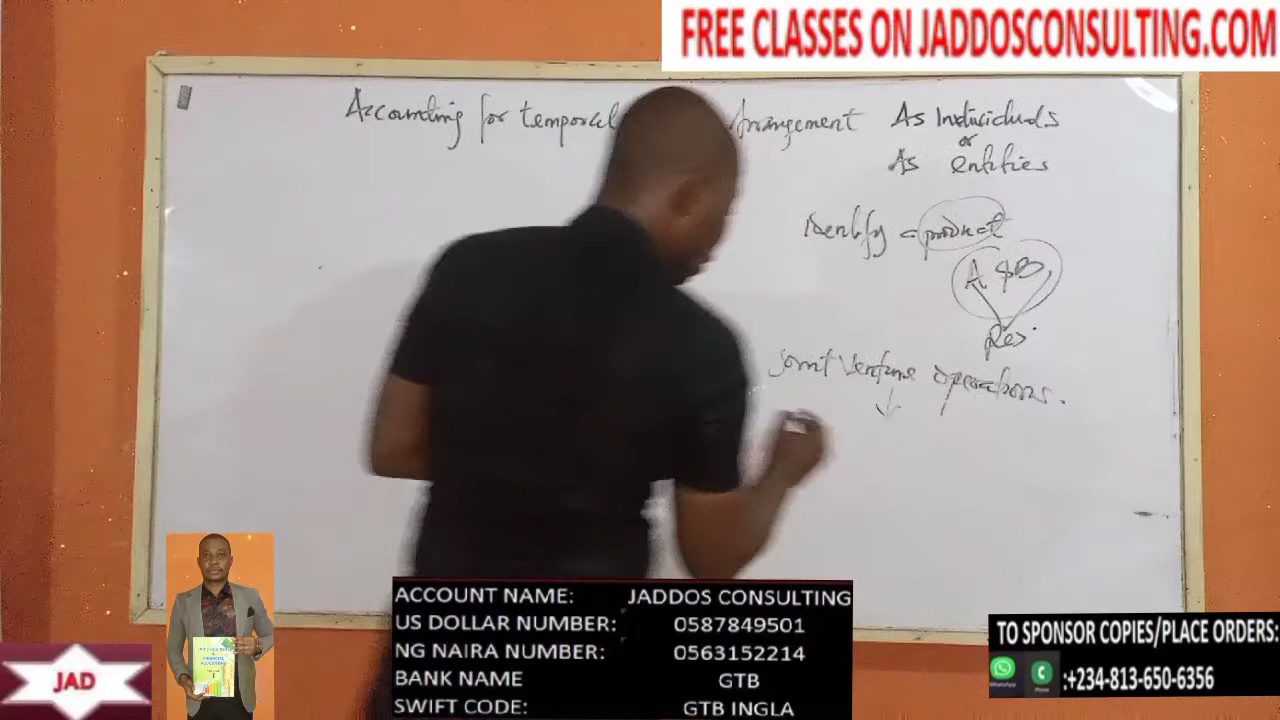 FREE CLASSES ON JADDOSCONSULTING.COM
Accounting for temporal Arrangement As Individuals
or
As entities
Identify a product
A & B,
Res
Joint Venture operations.
ACCOUNT NAME: JADDOS CONSULTING
US DOLLAR NUMBER: 0587849501
NG NAIRA NUMBER: 0563152214
BANK NAME GTB
SWIFT CODE: GTB INGLA
TO SPONSOR COPIES/PLACE ORDERS:
:+234-813-650-6356
JAD